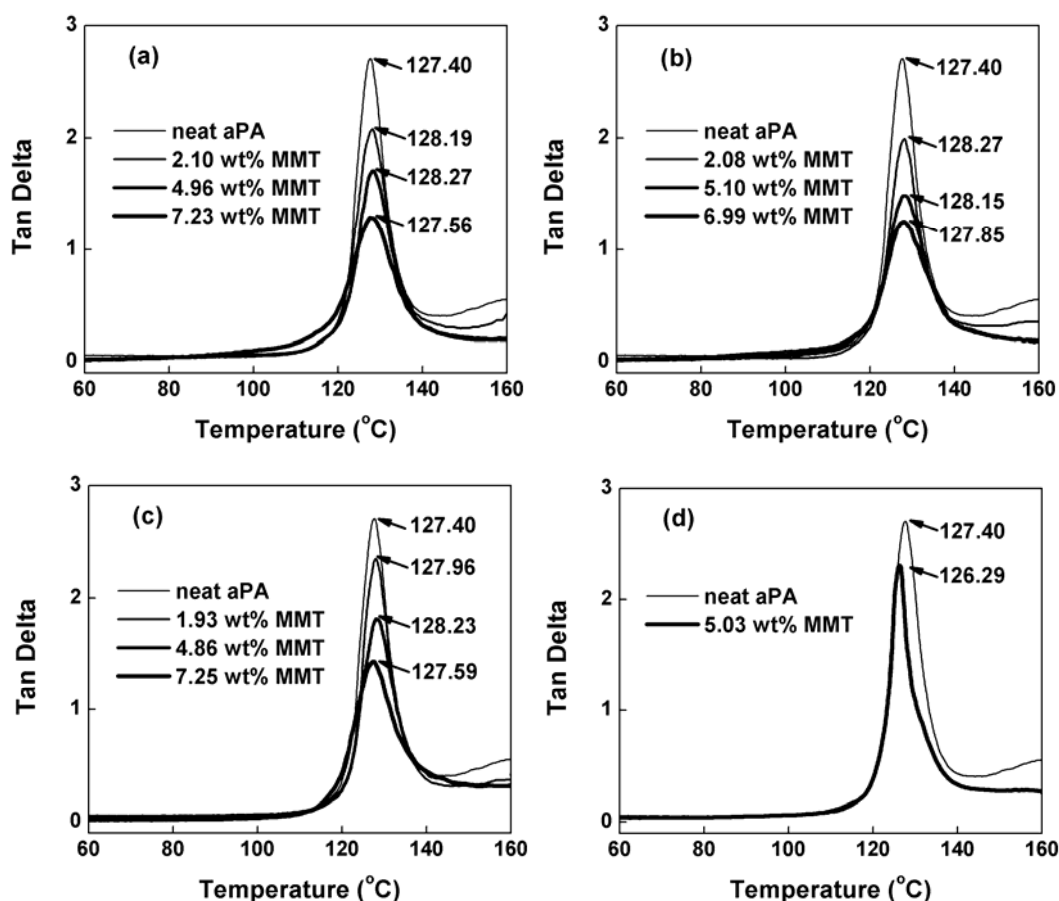 (a)
3
2
1
0
Tan Delta
neat aPA
2.10 wt% MMT
4.96 wt% MMT
7.23 wt% MMT
127.40
128.19
128.27
127.56
60 80 100 120 140 160
Temperature (°C)
(b)
3
2
1
0
Tan Delta
neat aPA
2.08 wt% MMT
5.10 wt% MMT
6.99 wt% MMT
127.40
128.27
128.15
127.85
60 80 100 120 140 160
Temperature (°C)
(c)
3
2
1
0
Tan Delta
neat aPA
1.93 wt% MMT
4.86 wt% MMT
7.25 wt% MMT
127.40
127.96
128.23
127.59
60 80 100 120 140 160
Temperature (°C)
(d)
3
2
1
0
Tan Delta
neat aPA
5.03 wt% MMT
127.40
126.29
60 80 100 120 140 160
Temperature (°C)